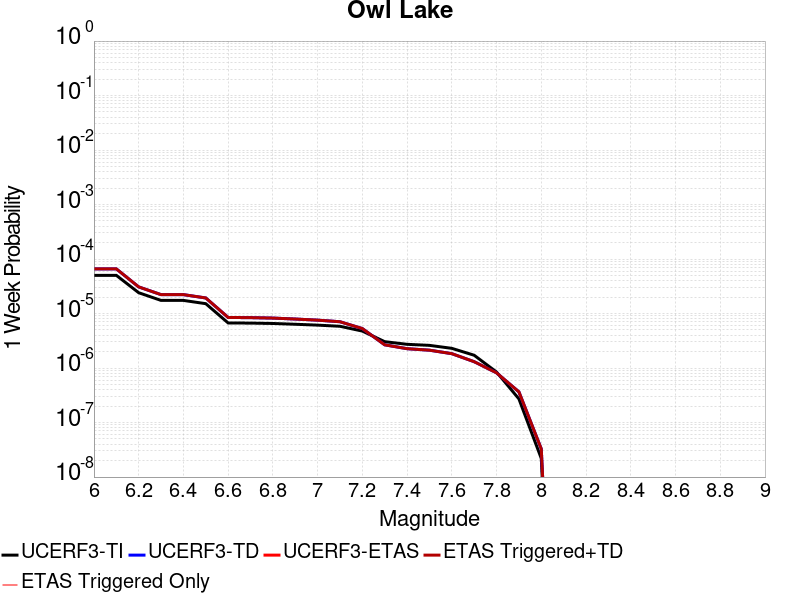 Owl Lake
10^0
10^-1
10^-2
10^-3
10^-4
10^-5
10^-6
10^-7
10^-8
1 Week Probability
6 6.2 6.4 6.6 6.8 7 7.2 7.4 7.6 7.8 8 8.2 8.4 8.6 8.8 9
Magnitude
UCERF3-TI UCERF3-TD UCERF3-ETAS ETAS Triggered+TD
ETAS Triggered Only